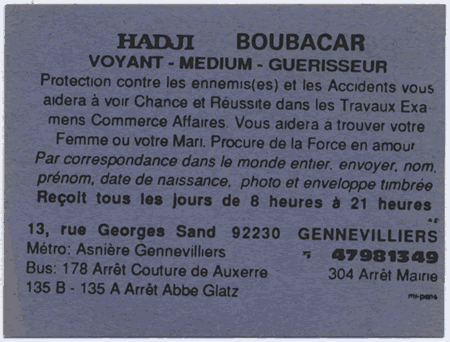 HADJI BOUBACAR
VOYANT - MEDIUM - GUERISSEUR
Protection contre les ennemis(es) et les Accidents vous
aidera à voir Chance et Réussite dans les Travaux Exa-
mens Commerce Affaires. Vous aidera à trouver votre
Femme ou votre Mari. Procure de la Force en amour
Par correspondance dans le monde entier, envoyer, nom,
prénom, date de naissance, photo et enveloppe timbrée
Reçoit tous les jours de 8 heures à 21 heures
13, rue Georges Sand 92230 GENNEVILLIERS
Métro: Asnière Gennevilliers 47981349
Bus: 178 Arrêt Couture de Auxerre 304 Arrêt Mairie
135 B - 135 A Arrêt Abbe Glatz